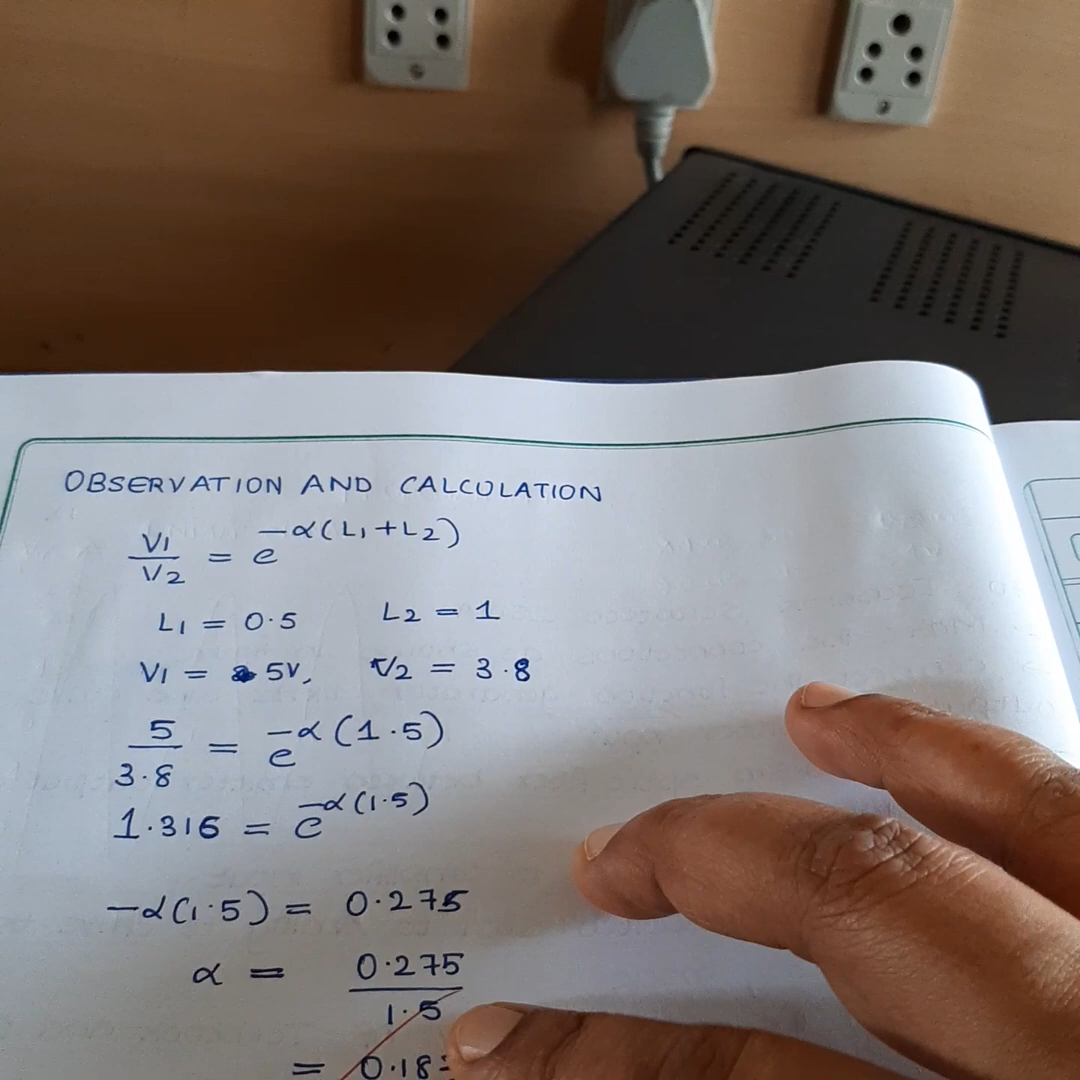 OBSERVATION AND CALCULATION
V1/V2 = e^-α(L1+L2)
L1 = 0.5 L2 = 1
V1 = 5V, V2 = 3.8
5/3.8 = e^-α(1.5)
1.316 = e^-α(1.5)
-α(1.5) = 0.275
α = 0.275/1.5
= 0.18